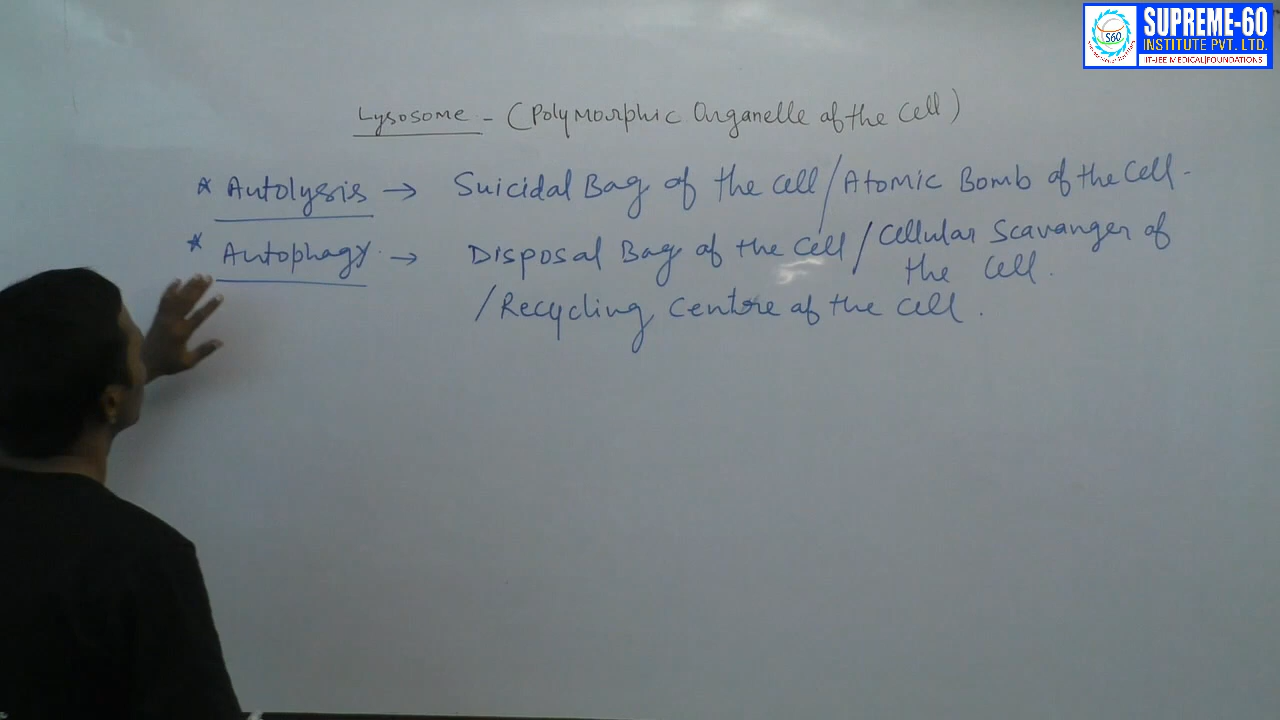 SUPREME-60
INSTITUTE PVT. LTD.
IIT-JEE|MEDICAL|FOUNDATIONS
S60
Lysosome - (Polymorphic Organelle of the Cell)
* Autolysis → Suicidal Bag of the cell / Atomic Bomb of the Cell.
* Autophagy → Disposal Bag of the Cell / Cellular Scavanger of
the Cell.
/ Recycling Centre of the cell.